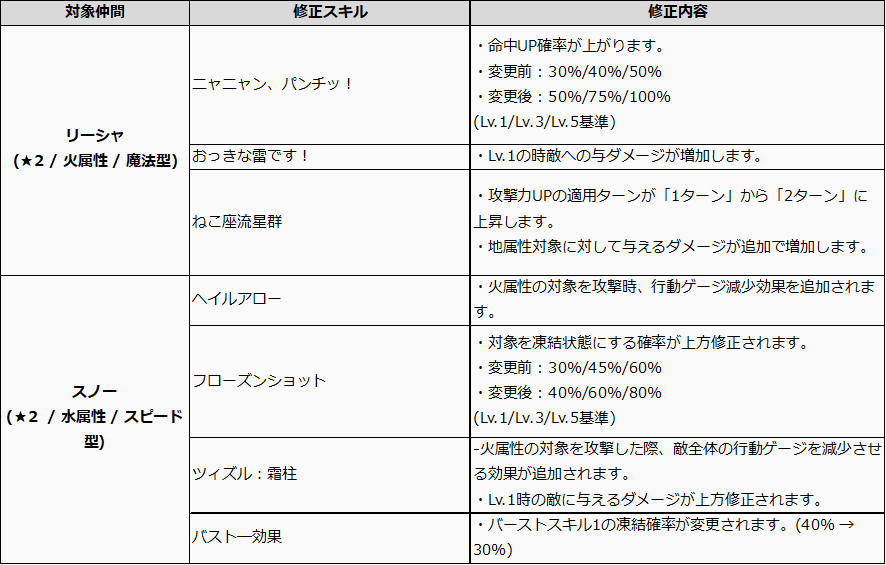 対象仲間
修正スキル
修正内容
リーシャ
(★2 / 火属性 / 魔法型)
ニャニャン、パンチッ！
・命中UP確率が上がります。
・変更前：30%/40%/50%
・変更後：50%/75%/100%
(Lv.1/Lv.3/Lv.5基準)
おっきな雷です！
・Lv.1の時敵への与ダメージが増加します。
ねこ座流星群
・攻撃力UPの適用ターンが「1ターン」から「2ターン」に
上昇します。
・地属性対象に対して与えるダメージが追加で増加します。
スノー
(★2 / 水属性 / スピード
型)
ヘイルアロー
・火属性の対象を攻撃時、行動ゲージ減少効果を追加されま
す。
フローズンショット
・対象を凍結状態にする確率が上方修正されます。
・変更前：30%/45%/60%
・変更後：40%/60%/80%
(Lv.1/Lv.3/Lv.5基準)
ツィズル：霜柱
-火属性の対象を攻撃した際、敵全体の行動ゲージを減少させ
る効果が追加されます。
・Lv.1時の敵に与えるダメージが上方修正されます。
バスト―効果
・バーストスキル1の凍結確率が変更されます。(40% →
30%)